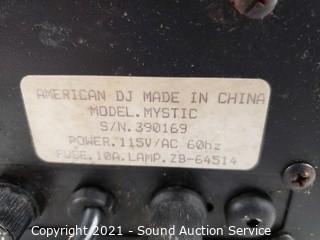 AMERICAN DJ MADE IN CHINA
MODEL.MYSTIC
S/N.390169
POWER.115V/AC 60hz
FUSE.10A.LAMP.ZB-64514
Copyright 2021 - Sound Auction Service